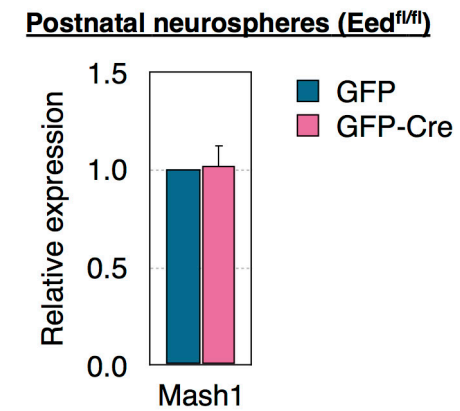 Postnatal neurospheres (Eedfl/fl)
1.5
1.0
0.5
0.0
Relative expression
Mash1
GFP
GFP-Cre